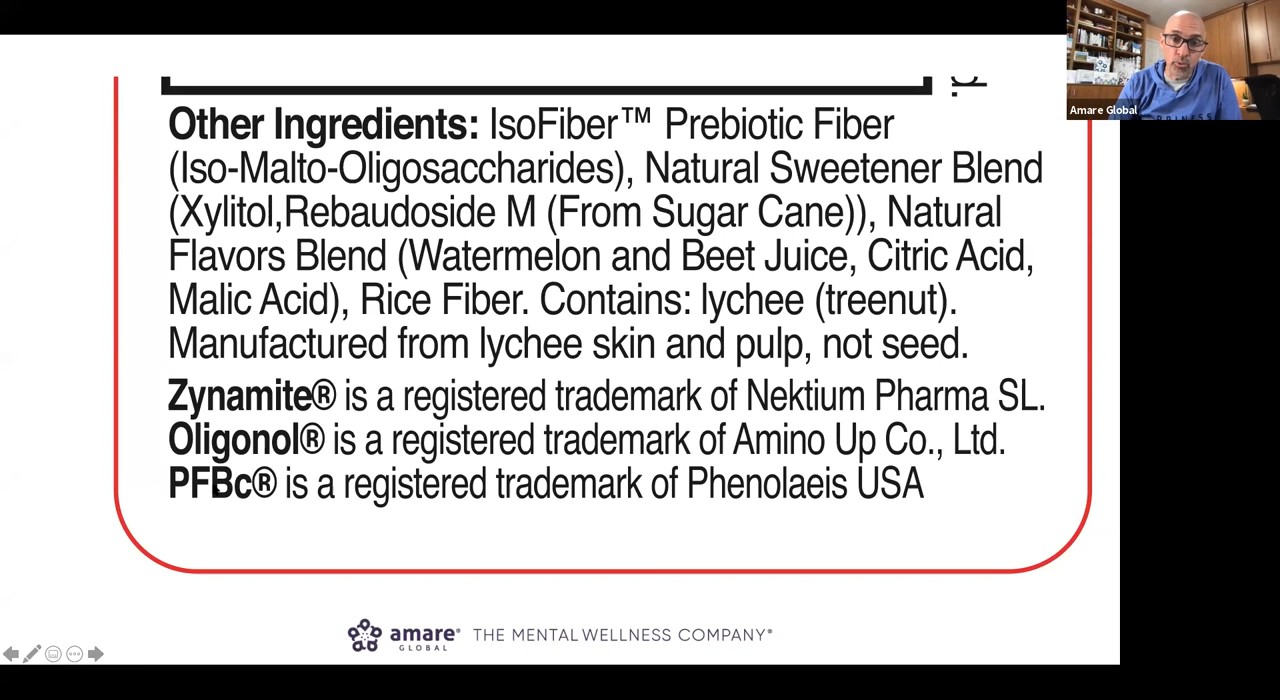 Amare Global
Other Ingredients: IsoFiber™ Prebiotic Fiber
(Iso-Malto-Oligosaccharides), Natural Sweetener Blend
(Xylitol,Rebaudoside M (From Sugar Cane)), Natural
Flavors Blend (Watermelon and Beet Juice, Citric Acid,
Malic Acid), Rice Fiber. Contains: lychee (treenut).
Manufactured from lychee skin and pulp, not seed.
Zynamite® is a registered trademark of Nektium Pharma SL.
Oligonol® is a registered trademark of Amino Up Co., Ltd.
PFBc® is a registered trademark of Phenolaeis USA
amare® THE MENTAL WELLNESS COMPANY®
GLOBAL